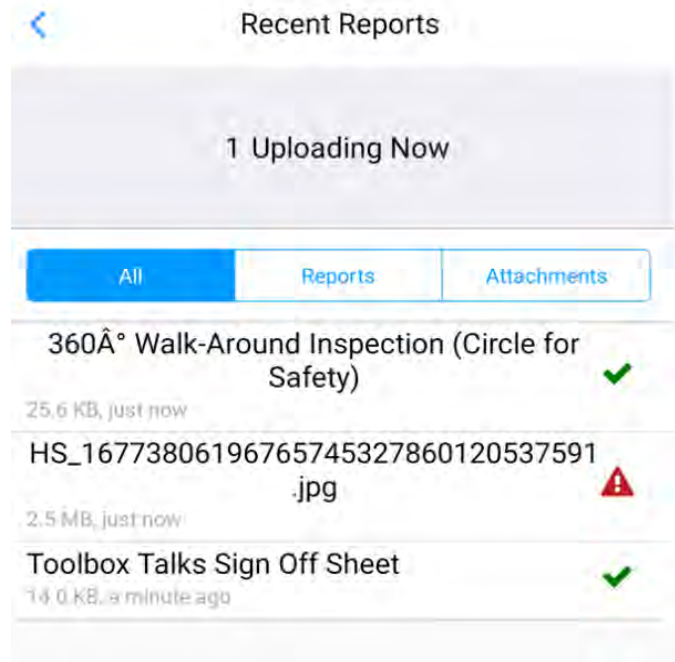 Recent Reports
1 Uploading Now
All Reports Attachments
360Â° Walk-Around Inspection (Circle for
Safety)
25.6 KB, just now
HS_16773806196765745327860120537591
.jpg
2.5 MB, just now
Toolbox Talks Sign Off Sheet
14.0 KB, a minute ago